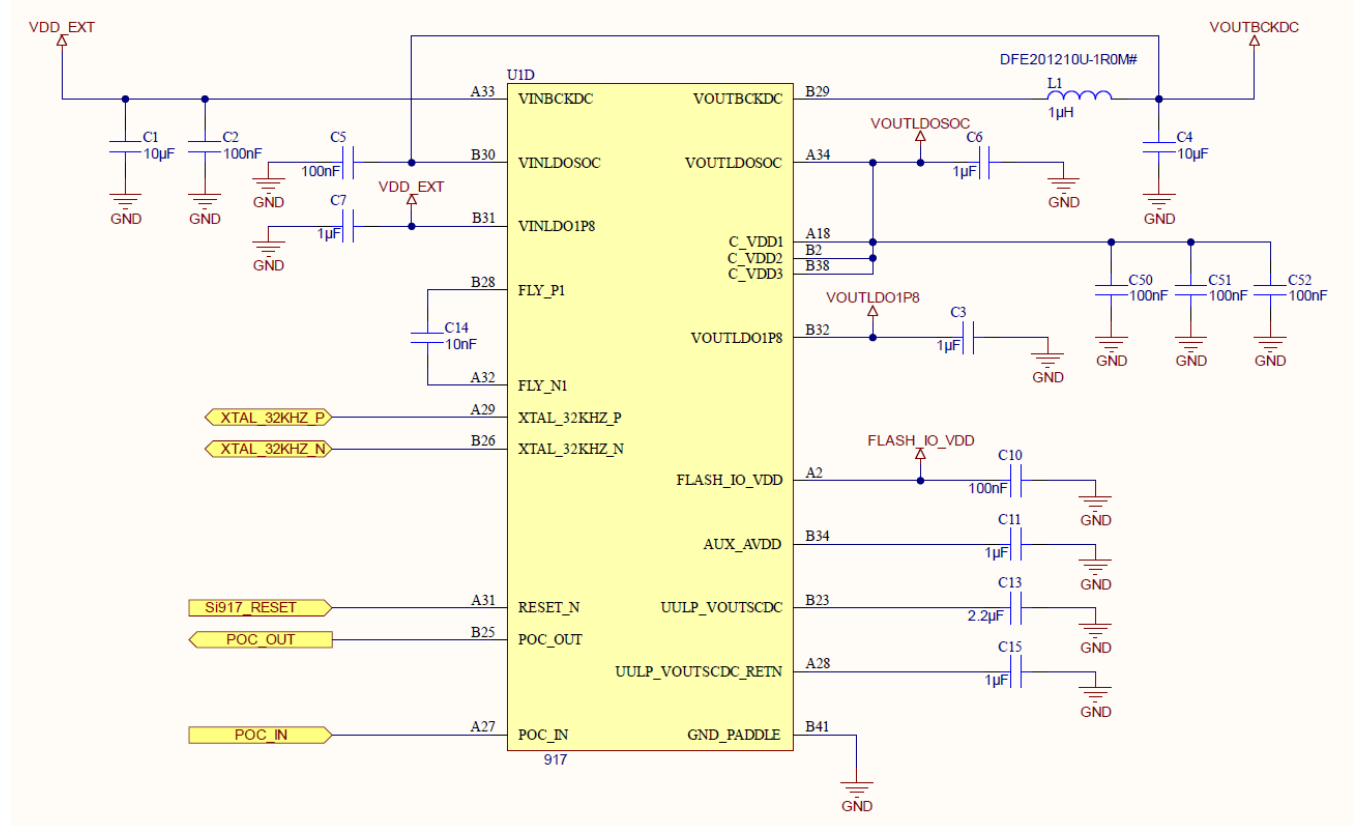 VDD_EXT
VOUTBCKDC
DFE201210U-1R0M#
U1D
L1
A33
VINBCKDC
VOUTBCKDC
B29
1µH
VOUTLDOSOC
C1
10µF
C2
100nF
C5
100nF
B30
VINLDOSOC
VOUTLDOSOC
A34
C6
1µF
C4
10µF
GND
GND
GND
GND
GND
VDD_EXT
C7
1µF
B31
VINLDO1P8
GND
C_VDD1
A18
C_VDD2
B2
C_VDD3
B38
B28
FLY_P1
C50
100nF
C51
100nF
C52
100nF
VOUTLDO1P8
C14
10nF
VOUTLDO1P8
B32
C3
1µF
GND
GND
GND
GND
A32
FLY_N1
XTAL_32KHZ_P
A29
XTAL_32KHZ_P
XTAL_32KHZ_N
B26
XTAL_32KHZ_N
FLASH_IO_VDD
FLASH_IO_VDD
A2
C10
100nF
GND
AUX_AVDD
B34
C11
1µF
GND
Si917_RESET
A31
RESET_N
UULP_VOUTSCDC
B23
C13
2.2µF
GND
POC_OUT
B25
POC_OUT
UULP_VOUTSCDC_RETN
A28
C15
1µF
GND
POC_IN
A27
POC_IN
GND_PADDLE
B41
917
GND